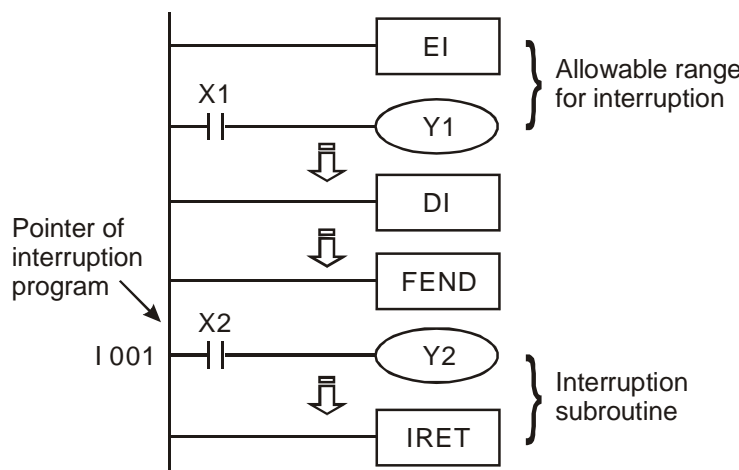 EI
Allowable range
for interruption
X1
Y1
DI
Pointer of
interruption
program
FEND
X2
I 001
Y2
Interruption
subroutine
IRET